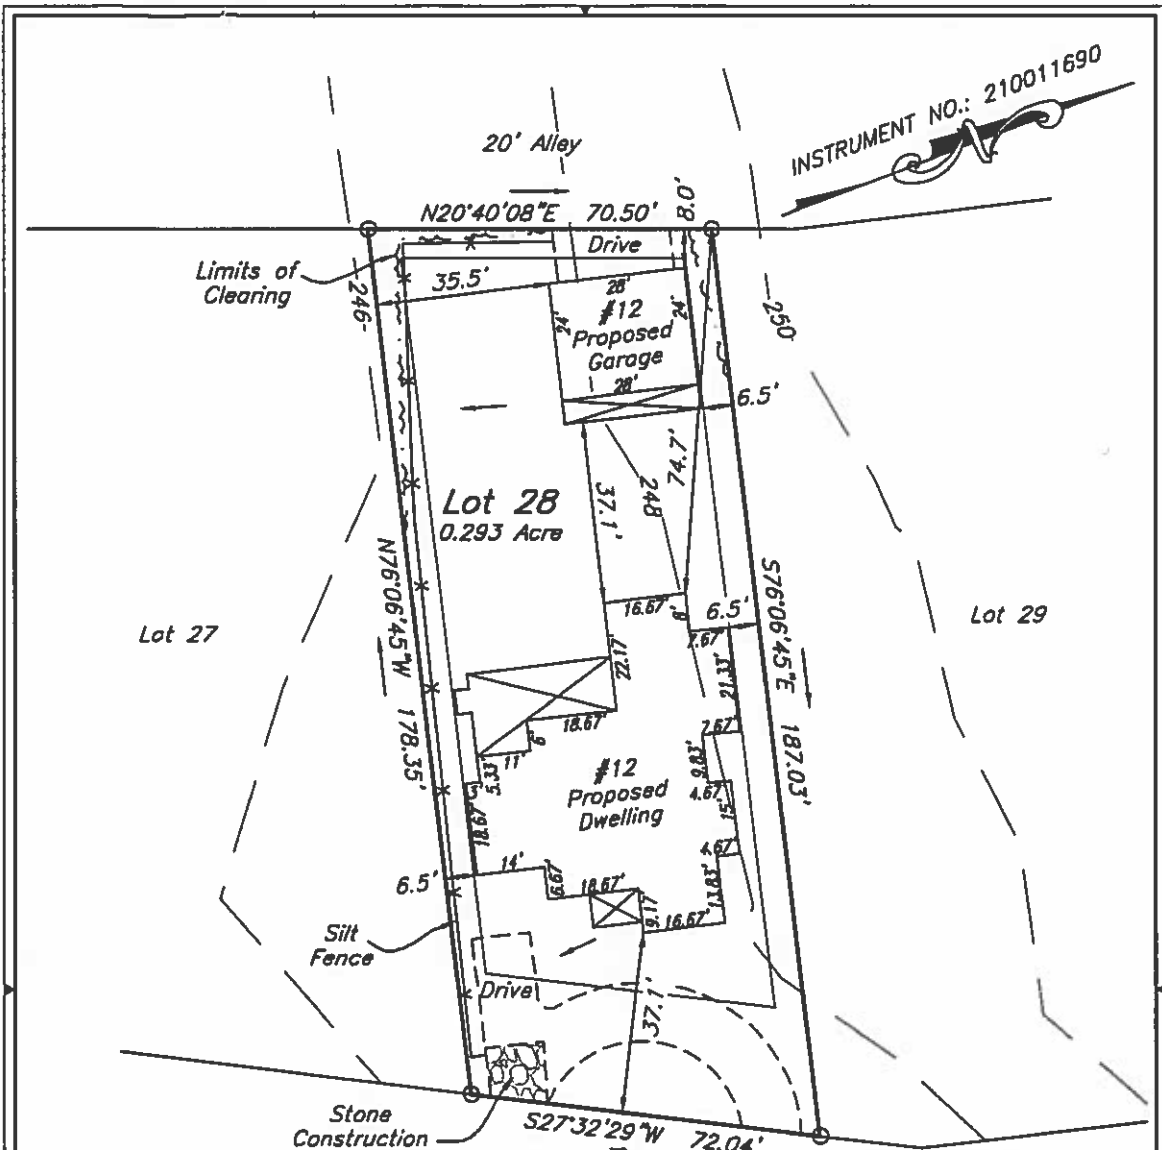 INSTRUMENT NO.: 210011690
N
20' Alley
N20°40'08"E 70.50'
8.0'
Drive
Limits of
Clearing
246
35.5'
28'
250
#12
Proposed
Garage
24'
24'
28'
6.5'
74.7'
248
37.1'
Lot 28
0.293 Acre
N76°06'45"W 178.35'
S76°06'45"E 187.03'
Lot 27
Lot 29
16.67'
8'
6.5'
7.67'
22.17'
21.33'
18.67'
9'
11'
5.33'
3'
18.67'
7.67'
9.83'
4.67'
15'
4.67'
13.83'
#12
Proposed
Dwelling
14'
6.67'
18.67'
9.17'
16.67'
6.5'
Silt
Fence
Drive
37.1'
Stone
Construction
S27°32'29"W 72.04'